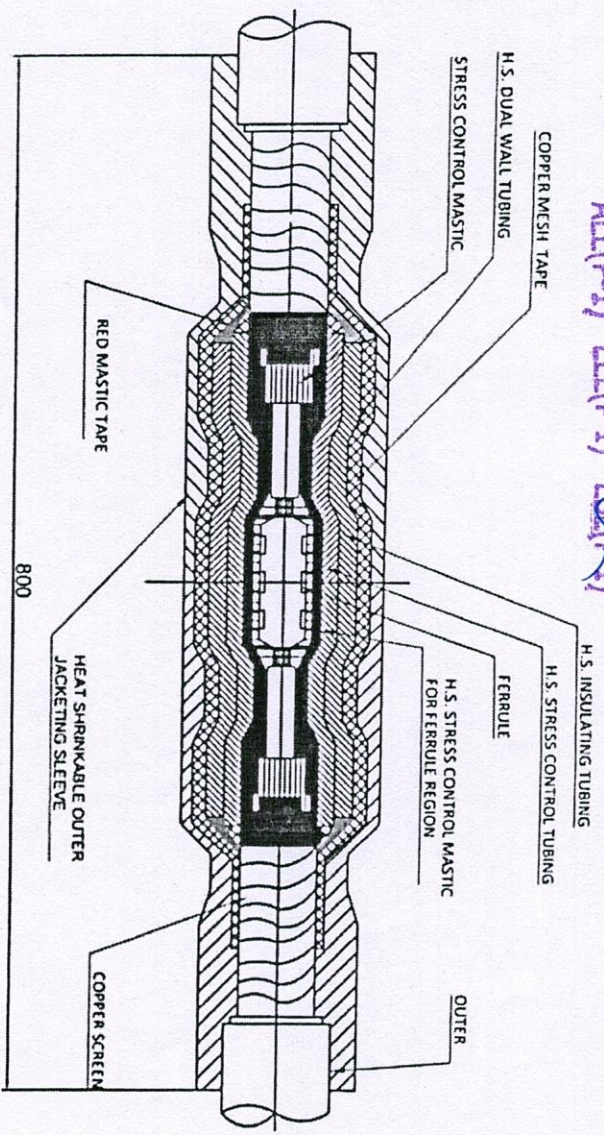 COPPER MESH TAPE
H.S. DUAL WALL TUBING
STRESS CONTROL MASTIC
H.S. INSULATING TUBING
H.S. STRESS CONTROL TUBING
FERRULE
H.S. STRESS CONTROL MASTIC
FOR FERRULE REGION
OUTER
RED MASTIC TAPE
HEAT SHRINKABLE OUTER
JACKETING SLEEVE
COPPER SCREEN
800